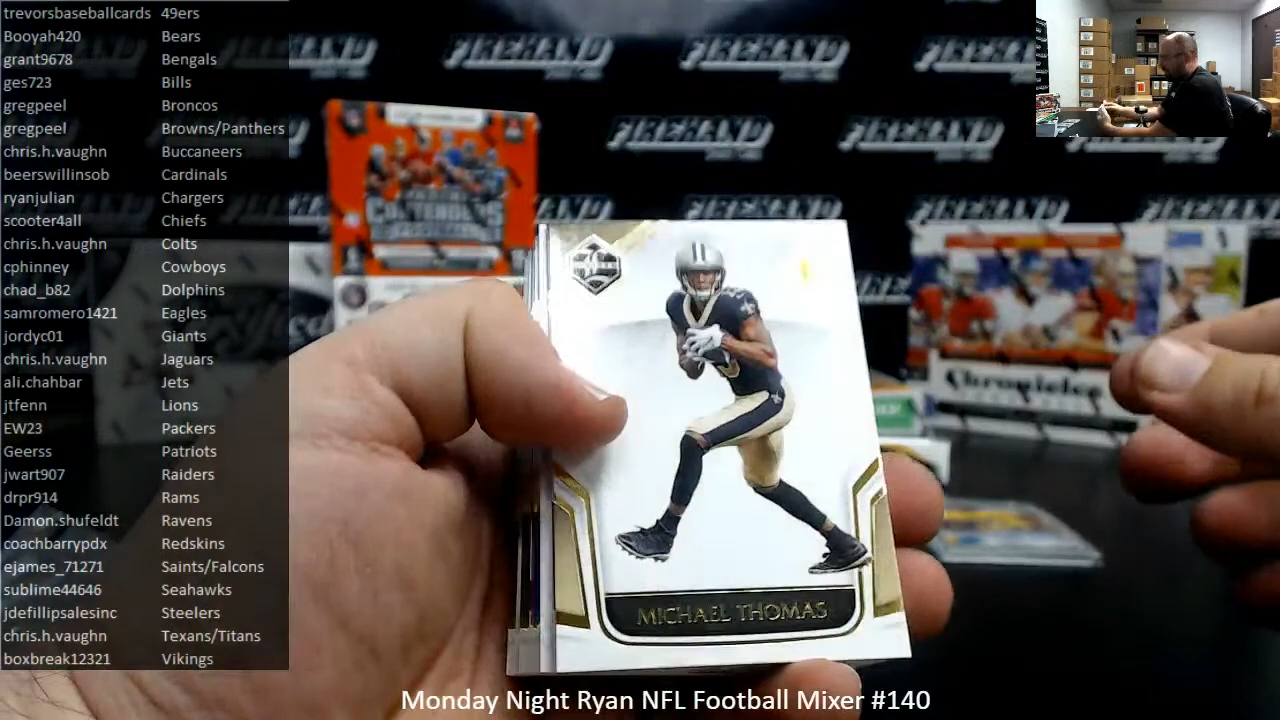 trevorsbaseballcards 49ers
Booyah420 Bears
grant9678 Bengals
ges723 Bills
gregpeel Broncos
gregpeel Browns/Panthers
chris.h.vaughn Buccaneers
beerswillinsob Cardinals
ryanjulian Chargers
scooter4all Chiefs
chris.h.vaughn Colts
cphinney Cowboys
chad_b82 Dolphins
samromero1421 Eagles
jordyc01 Giants
chris.h.vaughn Jaguars
ali.chahbar Jets
jtfenn Lions
EW23 Packers
Geerss Patriots
jwart907 Raiders
drpr914 Rams
Damon.shufeldt Ravens
coachbarrypdx Redskins
ejames_71271 Saints/Falcons
sublime44646 Seahawks
jdefillipsalesinc Steelers
chris.h.vaughn Texans/Titans
boxbreak12321 Vikings
FIREHAND
FIREHAND
FIREHAND
FIREHAND
FIREHAND
CONTENDERS
Chronicles
MICHAEL THOMAS
Monday Night Ryan NFL Football Mixer #140